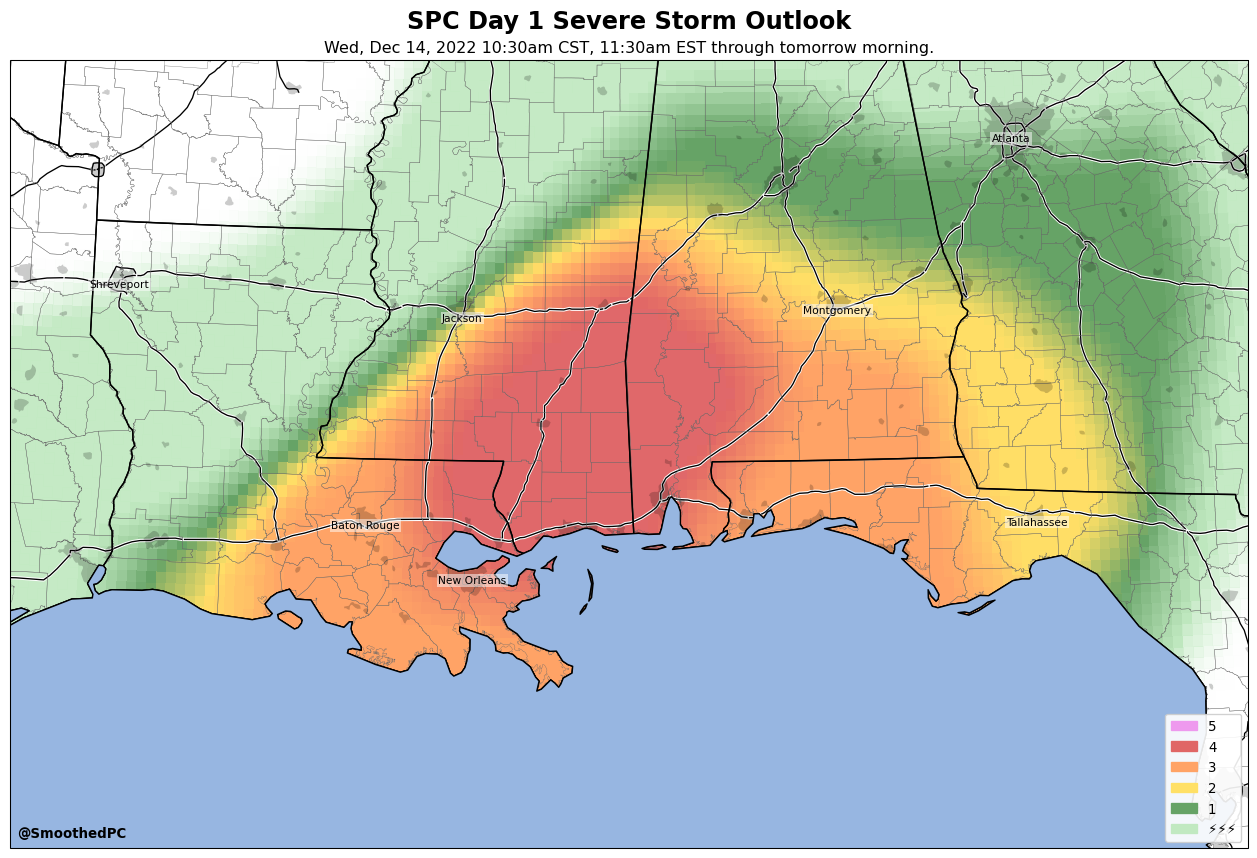 SPC Day 1 Severe Storm Outlook
Wed, Dec 14, 2022 10:30am CST, 11:30am EST through tomorrow morning.
Atlanta
Shreveport
Montgomery
Jackson
Tallahassee
Baton Rouge
New Orleans
5
4
3
2
1
⚡⚡⚡
@SmoothedPC